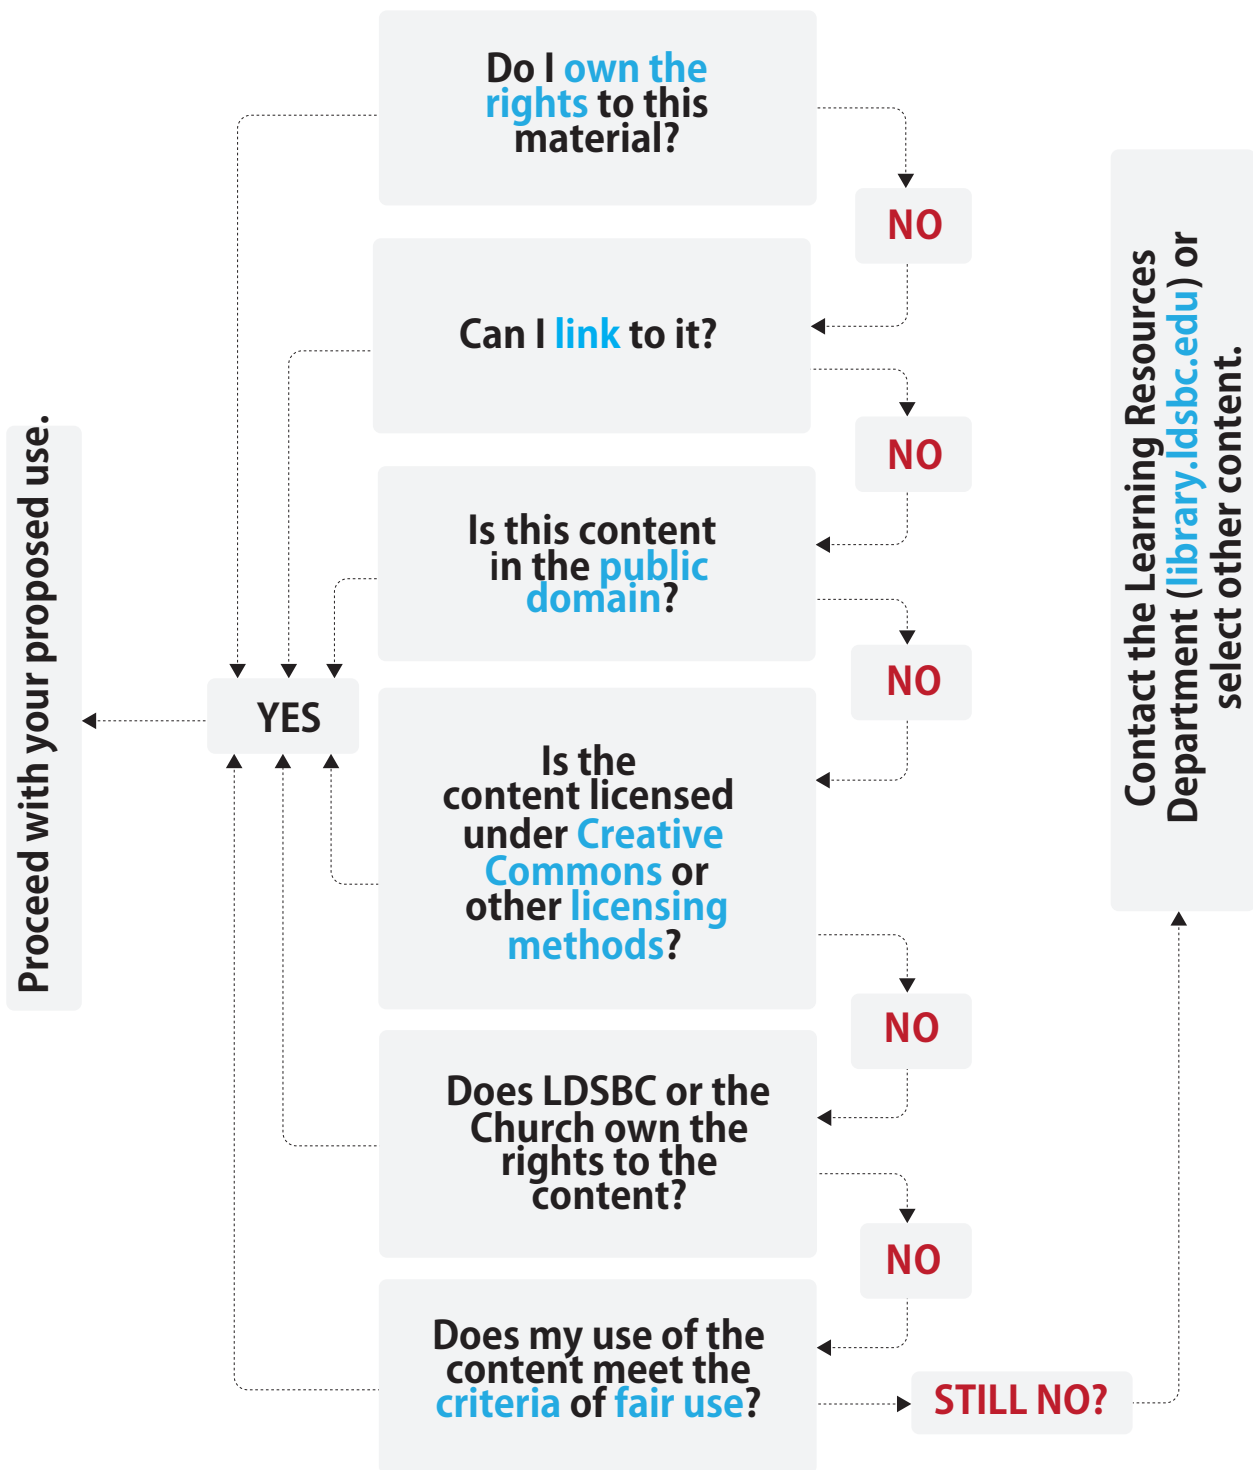 Do I own the
rights to this
material?
NO
Can I link to it?
NO
Is this content
in the public
domain?
NO
YES
Proceed with your proposed use.
Is the
content licensed
under Creative
Commons or
other licensing
methods?
NO
Does LDSBC or the
Church own the
rights to the
content?
NO
Does my use of the
content meet the
criteria of fair use?
STILL NO?
Contact the Learning Resources
Department (library.ldsbc.edu) or
select other content.